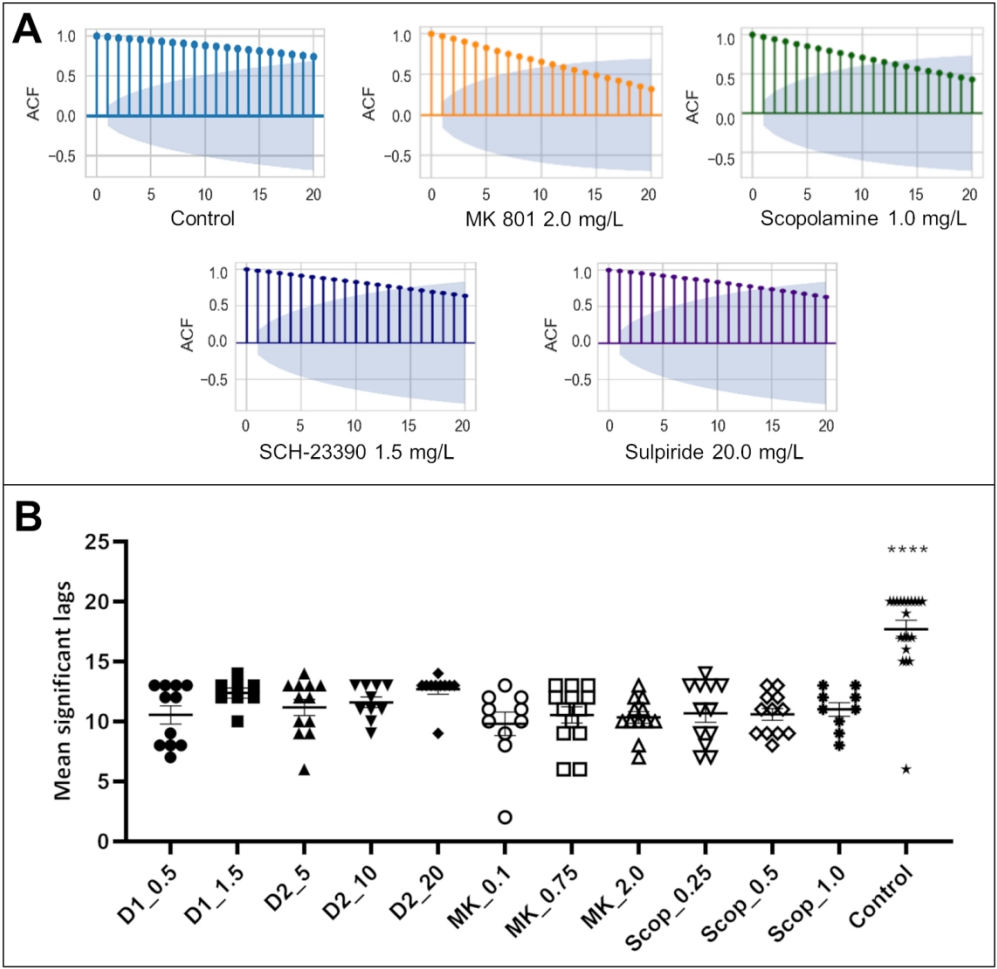 A
1.0
0.5
0.0
−0.5
ACF
0 5 10 15 20
Control
1.0
0.5
0.0
−0.5
ACF
0 5 10 15 20
MK 801 2.0 mg/L
1.0
0.5
0.0
−0.5
ACF
0 5 10 15 20
Scopolamine 1.0 mg/L
1.0
0.5
0.0
−0.5
ACF
0 5 10 15 20
SCH-23390 1.5 mg/L
1.0
0.5
0.0
−0.5
ACF
0 5 10 15 20
Sulpiride 20.0 mg/L
B
Mean significant lags
25
20
15
10
5
0
****
D1_0.5
D1_1.5
D2_5
D2_10
D2_20
MK_0.1
MK_0.75
MK_2.0
Scop_0.25
Scop_0.5
Scop_1.0
Control